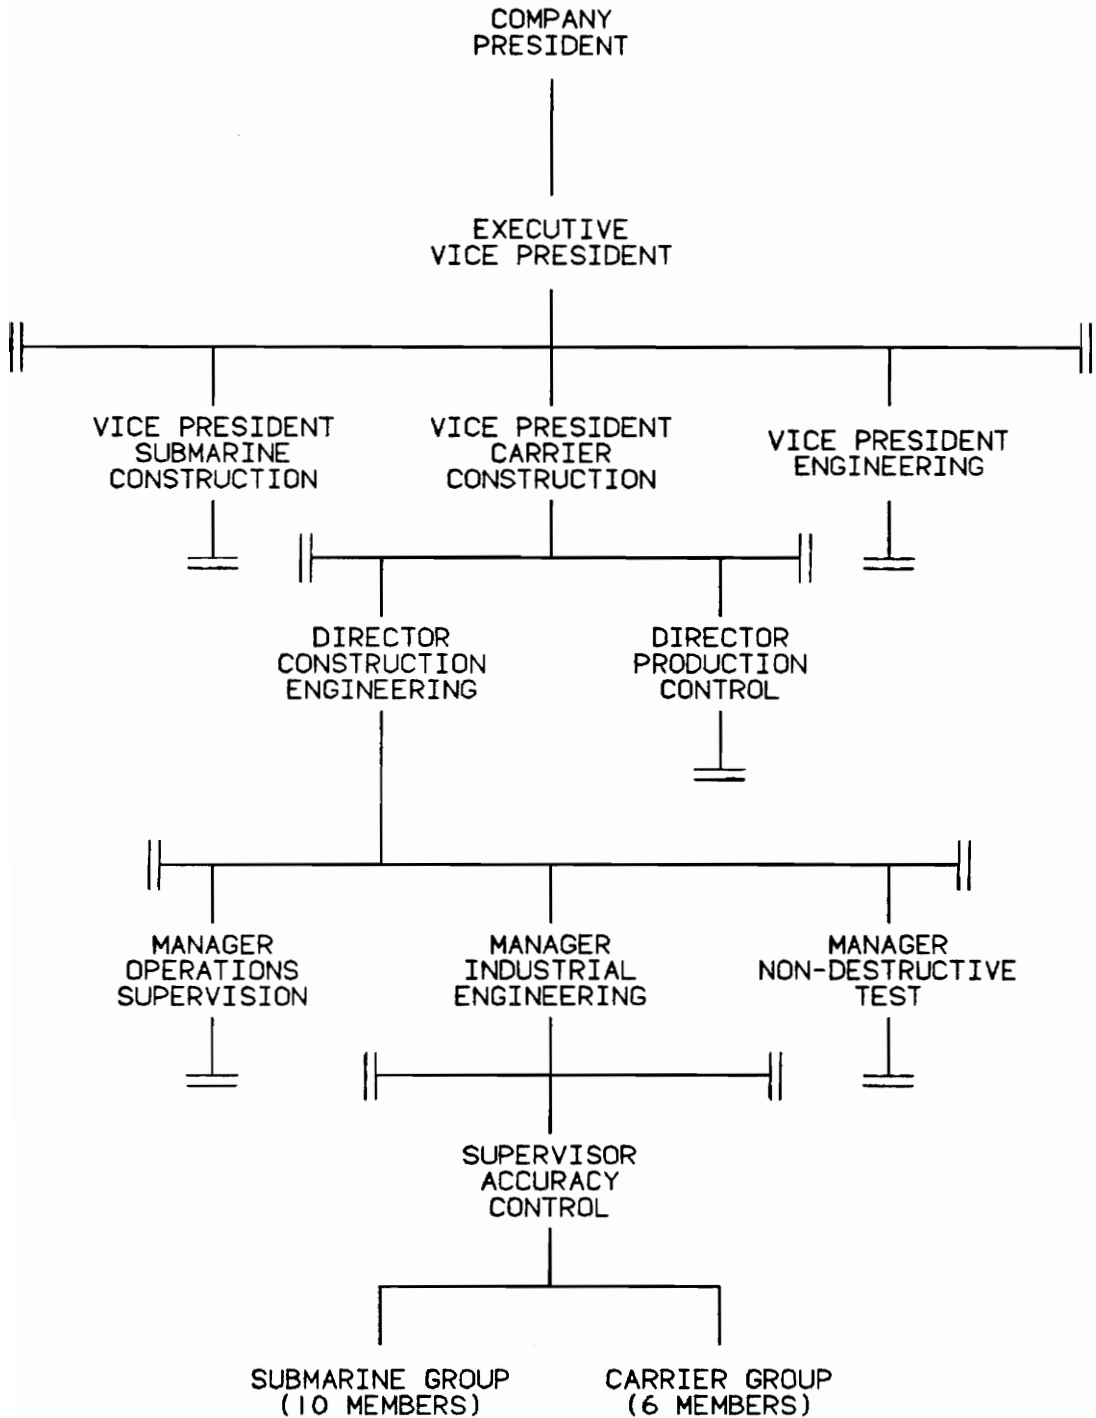 COMPANY
PRESIDENT
EXECUTIVE
VICE PRESIDENT
VICE PRESIDENT
SUBMARINE
CONSTRUCTION
VICE PRESIDENT
CARRIER
CONSTRUCTION
VICE PRESIDENT
ENGINEERING
DIRECTOR
CONSTRUCTION
ENGINEERING
DIRECTOR
PRODUCTION
CONTROL
MANAGER
OPERATIONS
SUPERVISION
MANAGER
INDUSTRIAL
ENGINEERING
MANAGER
NON-DESTRUCTIVE
TEST
SUPERVISOR
ACCURACY
CONTROL
SUBMARINE GROUP
(10 MEMBERS)
CARRIER GROUP
(6 MEMBERS)